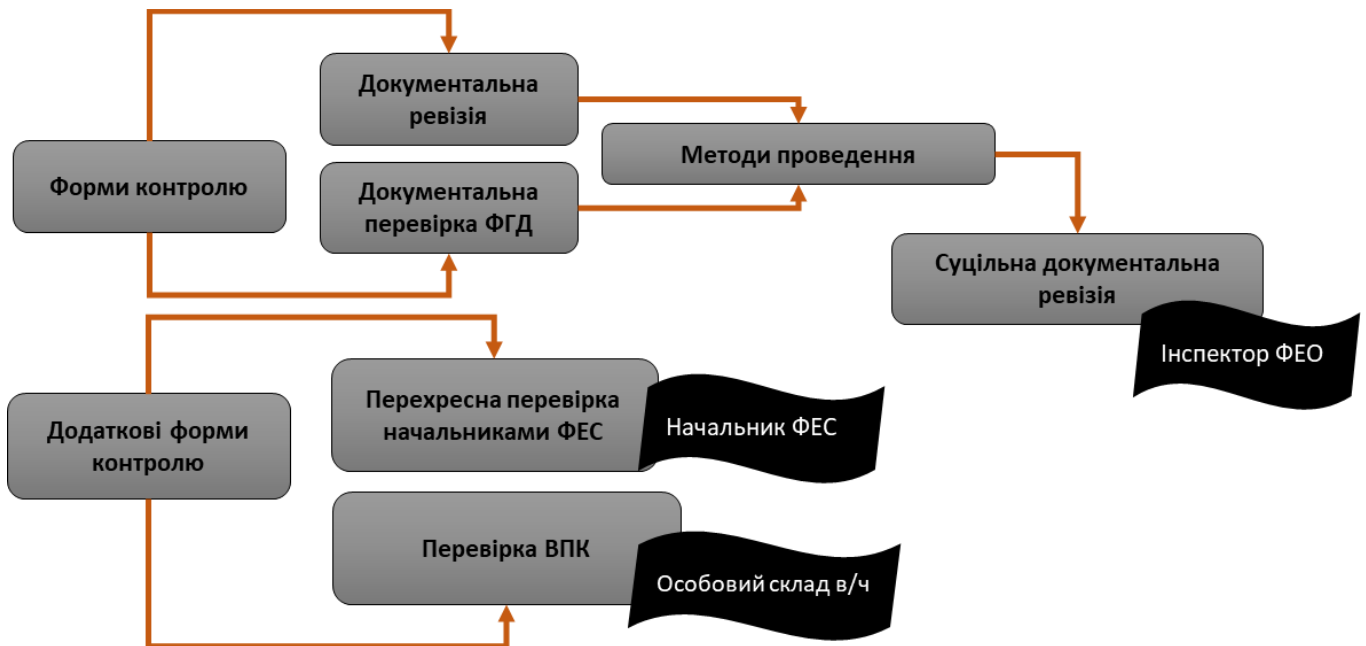 Документальна
ревізія
Форми контролю
Документальна
перевірка ФГД
Методи проведення
Суцільна документальна
ревізія
Інспектор ФЕО
Додаткові форми
контролю
Перехресна перевірка
начальниками ФЕС
Начальник ФЕС
Перевірка ВПК
Особовий склад в/ч